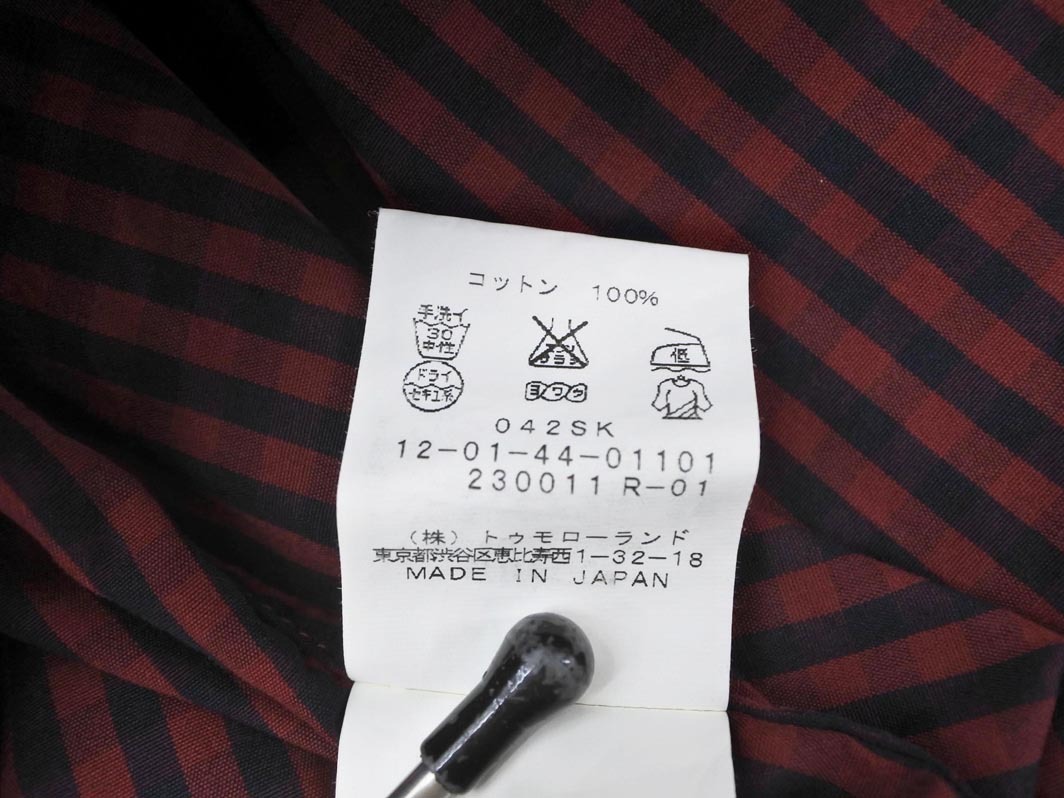 コットン 100%
手洗イ
30
中性
低
ドライ
セキユ系
ヨワク
042SK
12-01-44-01101
230011 R-01
(株)トゥモローランド
東京都渋谷区恵比寿西1-32-18
MADE IN JAPAN